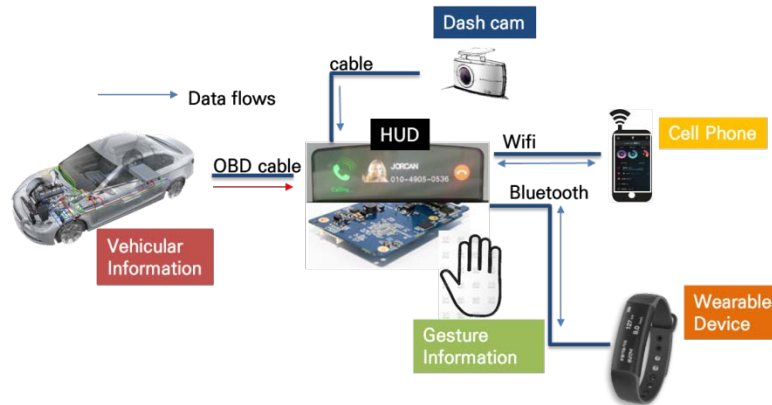 Dash cam
cable
Data flows
HUD
Wifi
Cell Phone
OBD cable
JORCAN
010-4905-0536
Bluetooth
Vehicular
Information
Gesture
Information
Wearable
Device